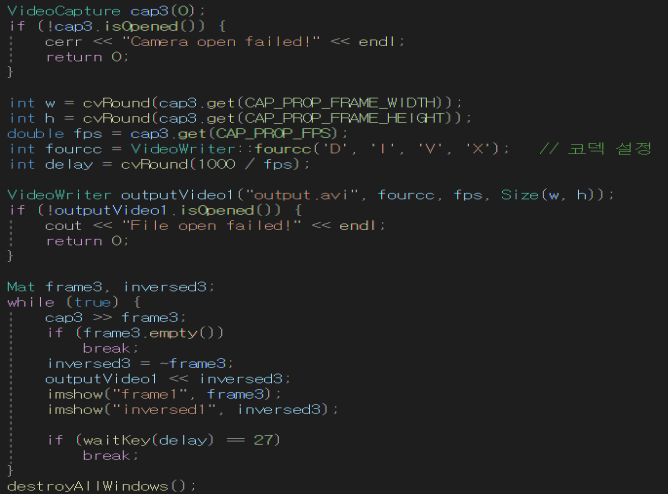 VideoCapture cap3(0);
if (!cap3.isOpened()) {
    cerr << "Camera open failed!" << endl;
    return 0;
}

int w = cvRound(cap3.get(CAP_PROP_FRAME_WIDTH));
int h = cvRound(cap3.get(CAP_PROP_FRAME_HEIGHT));
double fps = cap3.get(CAP_PROP_FPS);
int fourcc = VideoWriter::fourcc('D', 'I', 'V', 'X');   // 코덱 설정
int delay = cvRound(1000 / fps);

VideoWriter outputVideo1("output.avi", fourcc, fps, Size(w, h));
if (!outputVideo1.isOpened()) {
    cout << "File open failed!" << endl;
    return 0;
}

Mat frame3, inversed3;
while (true) {
    cap3 >> frame3;
    if (frame3.empty())
        break;
    inversed3 = ~frame3;
    outputVideo1 << inversed3;
    imshow("frame1", frame3);
    imshow("inversed1", inversed3);

    if (waitKey(delay) == 27)
        break;
}
destroyAllWindows();